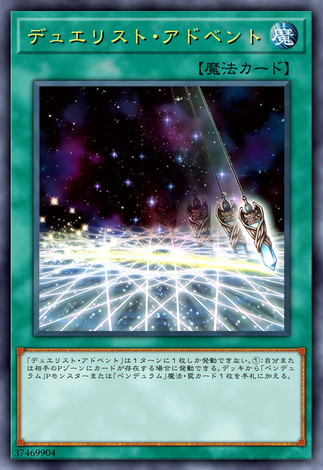 デュエリスト・アドベント
魔
【魔法カード】
「デュエリスト・アドベント」は１ターンに１枚しか発動できない。①：自分また
は相手のPゾーンにカードが存在する場合に発動できる。デッキから「ペンデ
ュラム」Pモンスターまたは「ペンデュラム」魔法・罠カード１枚を手札に加える。
37469904